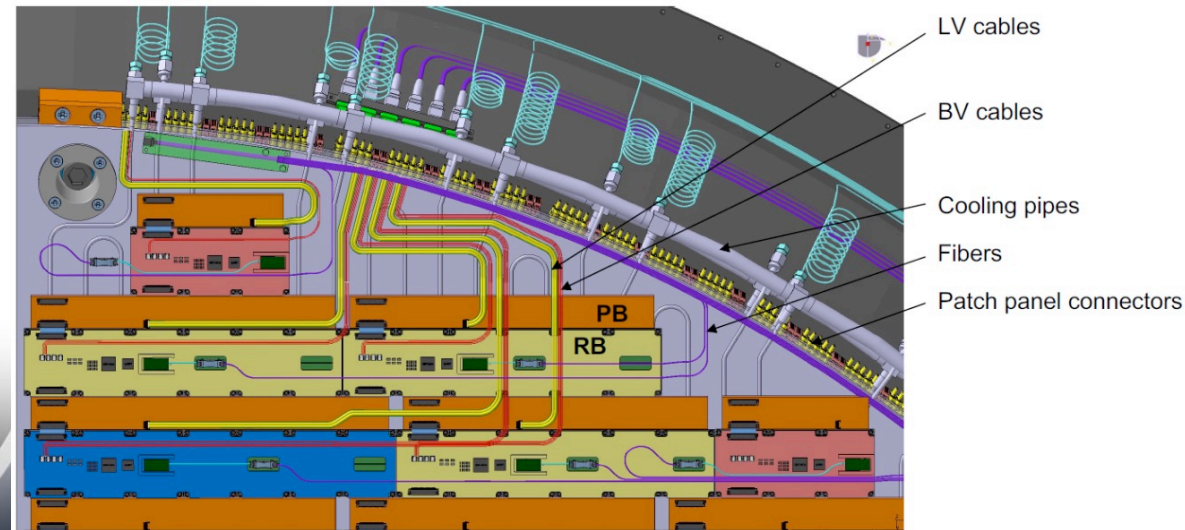 LV cables
BV cables
Cooling pipes
Fibers
Patch panel connectors
PB
RB